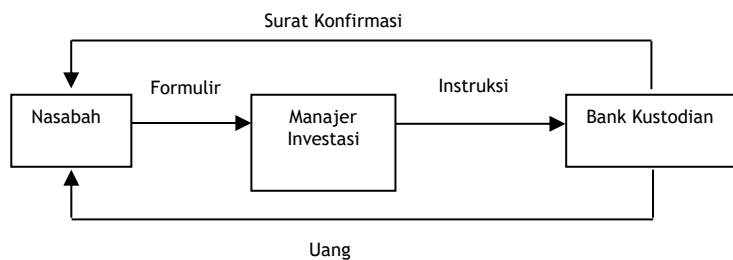 Surat Konfirmasi
Formulir
Instruksi
Nasabah
Manajer
Investasi
Bank Kustodian
Uang